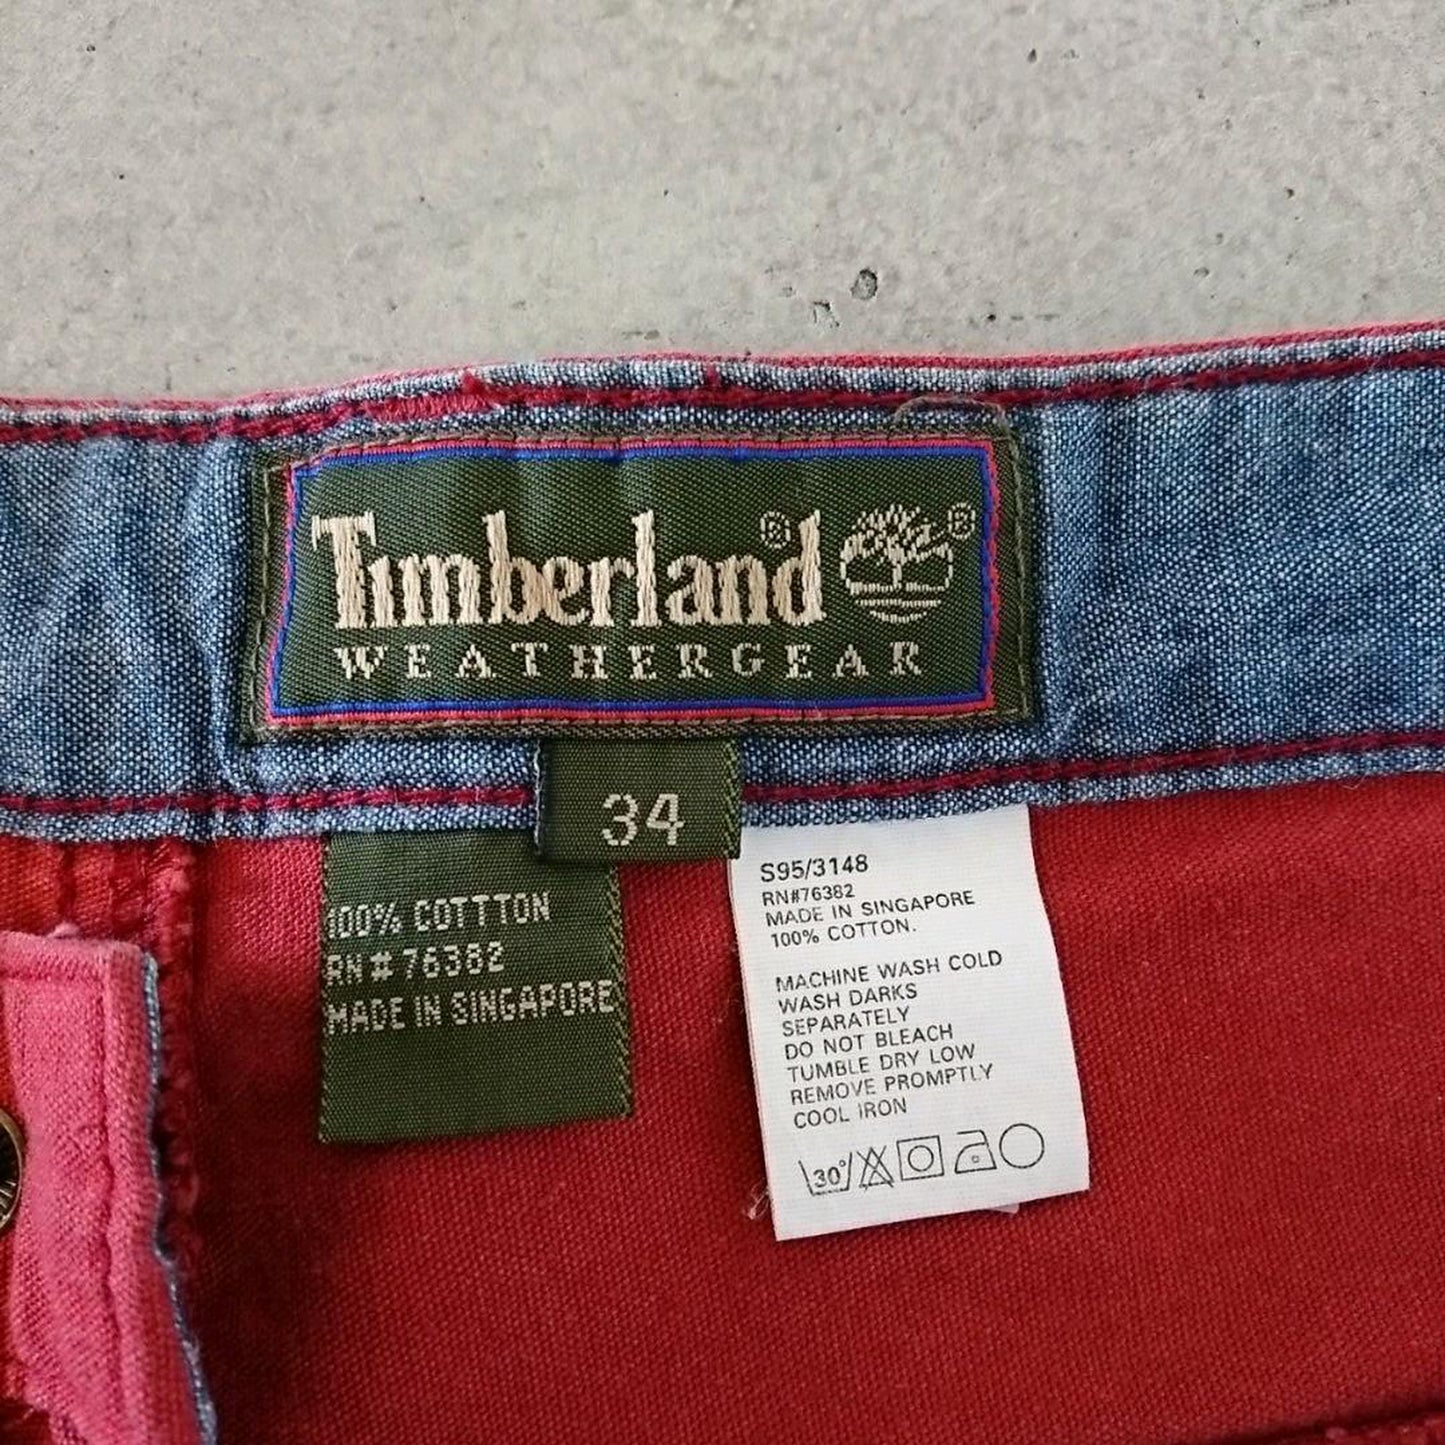 Timberland®
®
WEATHERGEAR
34
100% COTTTON
RN#76382
MADE IN SINGAPORE
S95/3148
RN#76382
MADE IN SINGAPORE
100% COTTON.
MACHINE WASH COLD
WASH DARKS
SEPARATELY
DO NOT BLEACH
TUMBLE DRY LOW
REMOVE PROMPTLY
COOL IRON
30°